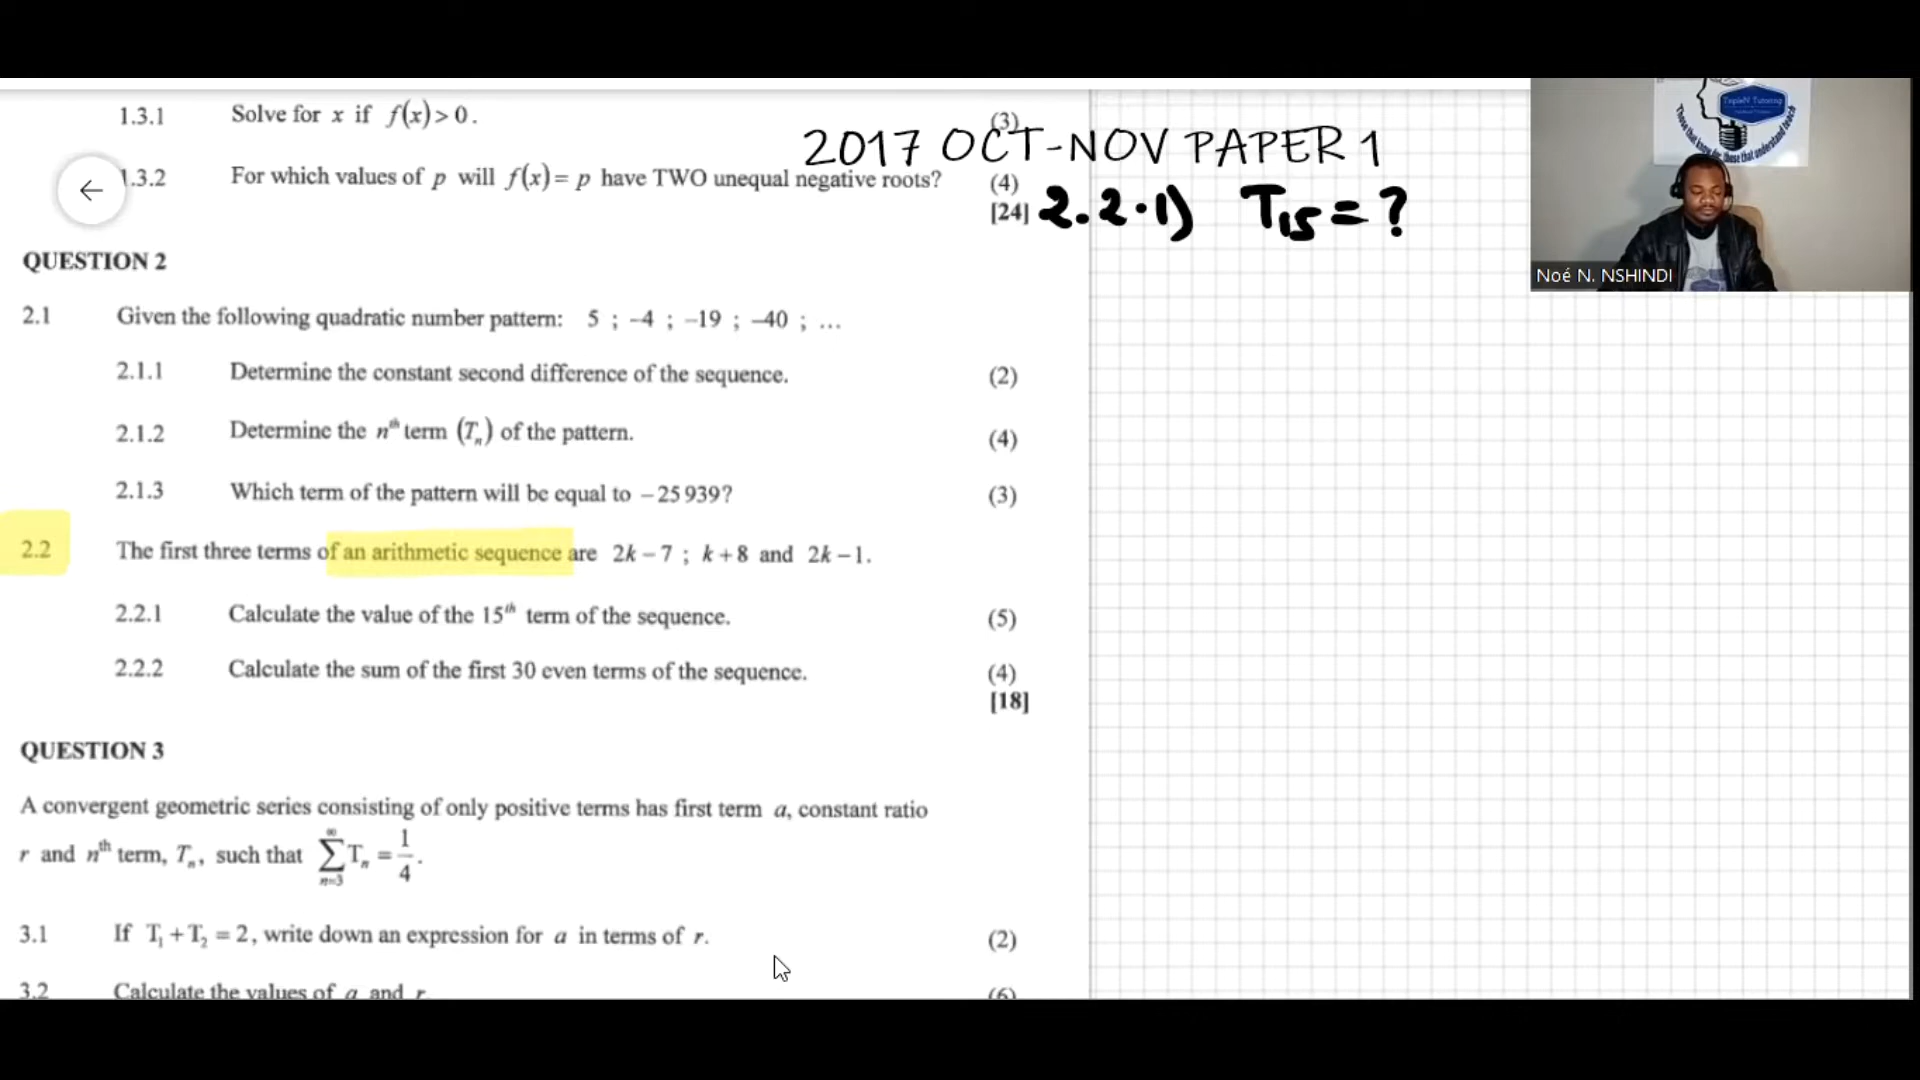 1.3.1 Solve for x if f(x) > 0. (3)
2017 OCT-NOV PAPER 1
1.3.2 For which values of p will f(x) = p have TWO unequal negative roots? (4)
[24]
2.2.1) T₁₅ = ?
Noé N. NSHINDI
QUESTION 2
2.1 Given the following quadratic number pattern: 5 ; –4 ; –19 ; –40 ; ...
2.1.1 Determine the constant second difference of the sequence. (2)
2.1.2 Determine the nᵗʰ term (Tₙ) of the pattern. (4)
2.1.3 Which term of the pattern will be equal to –25 939? (3)
2.2 The first three terms of an arithmetic sequence are 2k – 7 ; k + 8 and 2k – 1.
2.2.1 Calculate the value of the 15ᵗʰ term of the sequence. (5)
2.2.2 Calculate the sum of the first 30 even terms of the sequence. (4)
[18]
QUESTION 3
A convergent geometric series consisting of only positive terms has first term a, constant ratio
r and nᵗʰ term, Tₙ, such that ∑_{n=3}^{∞} Tₙ = 1/4.
3.1 If T₁ + T₂ = 2, write down an expression for a in terms of r. (2)
3.2 Calculate the values of a and r. (6)